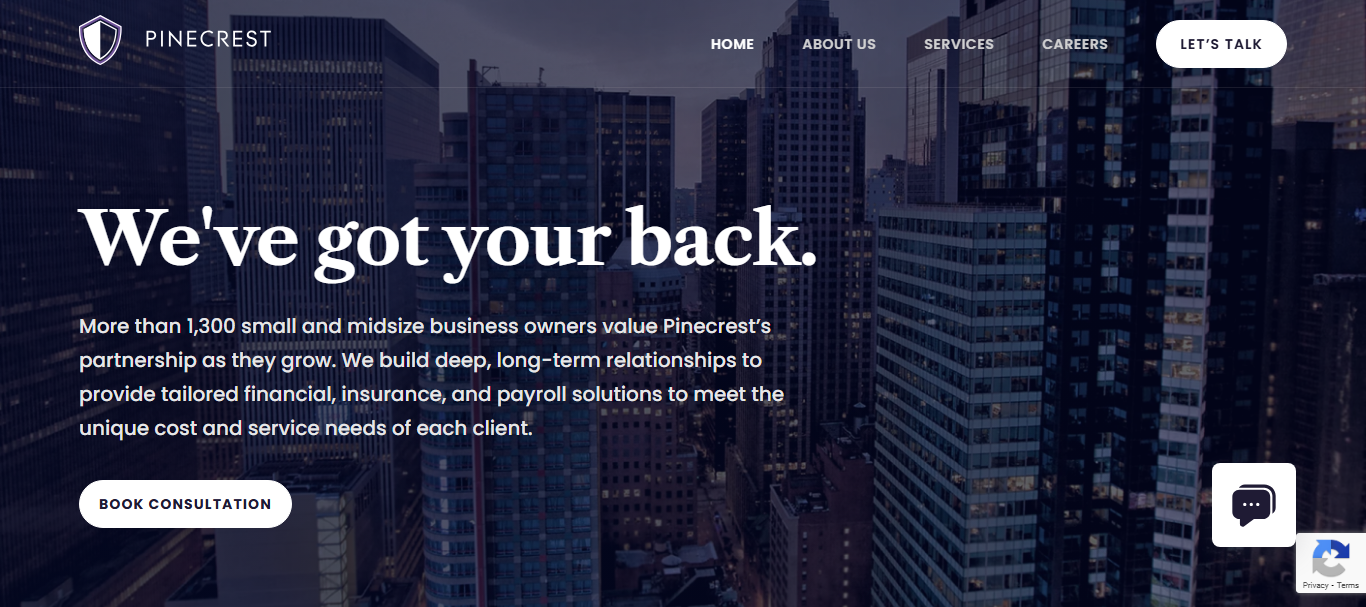 PINECREST
HOME
ABOUT US
SERVICES
CAREERS
LET’S TALK
We've got your back.
More than 1,300 small and midsize business owners value Pinecrest’s
partnership as they grow. We build deep, long-term relationships to
provide tailored financial, insurance, and payroll solutions to meet the
unique cost and service needs of each client.
BOOK CONSULTATION
Privacy - Terms